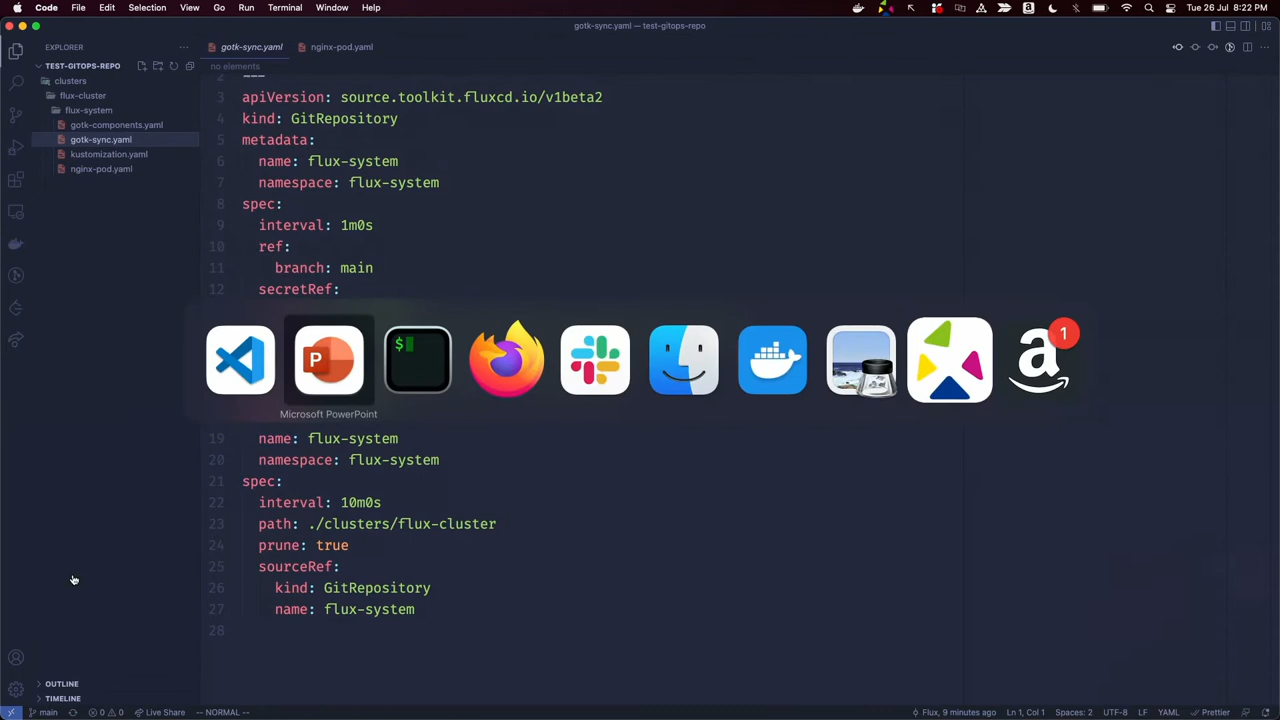 Code File Edit Selection View Go Run Terminal Window Help
Tue 26 Jul 8:22 PM
gotk-sync.yaml — test-gitops-repo
EXPLORER
TEST-GITOPS-REPO
clusters
flux-cluster
flux-system
gotk-components.yaml
gotk-sync.yaml
kustomization.yaml
nginx-pod.yaml
OUTLINE
TIMELINE
gotk-sync.yaml
nginx-pod.yaml
no elements
2 ---
3 apiVersion: source.toolkit.fluxcd.io/v1beta2
4 kind: GitRepository
5 metadata:
6 name: flux-system
7 namespace: flux-system
8 spec:
9 interval: 1m0s
10 ref:
11 branch: main
12 secretRef:
P
$
a
1
Microsoft PowerPoint
19 name: flux-system
20 namespace: flux-system
21 spec:
22 interval: 10m0s
23 path: ./clusters/flux-cluster
24 prune: true
25 sourceRef:
26 kind: GitRepository
27 name: flux-system
28
main 0 0 Live Share -- NORMAL --
Flux, 9 minutes ago Ln 1, Col 1 Spaces: 2 UTF-8 LF YAML Prettier